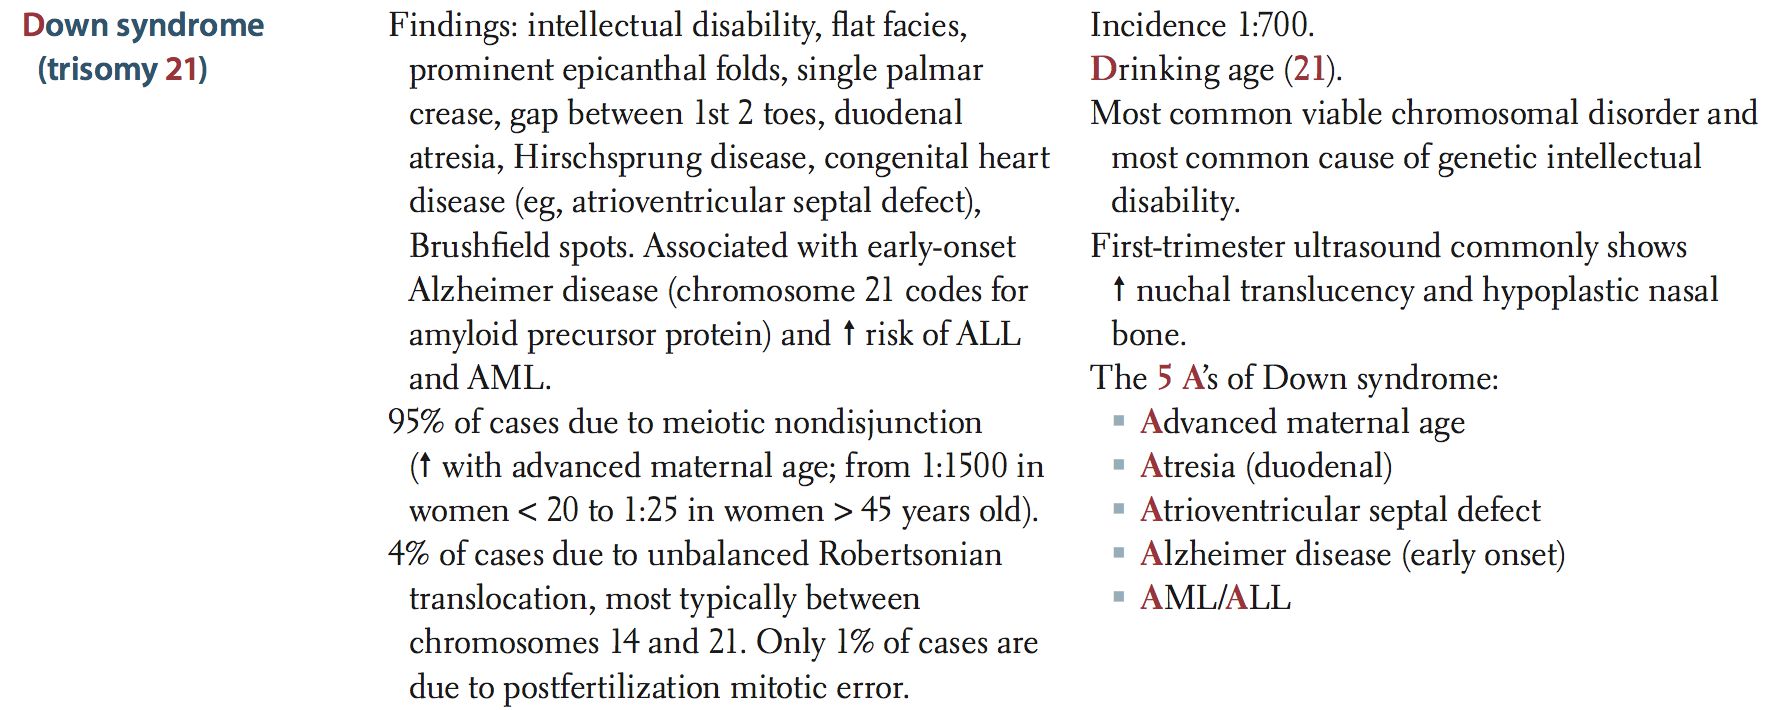 Down syndrome
(trisomy 21)
Findings: intellectual disability, flat facies,
prominent epicanthal folds, single palmar
crease, gap between 1st 2 toes, duodenal
atresia, Hirschsprung disease, congenital heart
disease (eg, atrioventricular septal defect),
Brushfield spots. Associated with early-onset
Alzheimer disease (chromosome 21 codes for
amyloid precursor protein) and ↑ risk of ALL
and AML.
95% of cases due to meiotic nondisjunction
(↑ with advanced maternal age; from 1:1500 in
women < 20 to 1:25 in women > 45 years old).
4% of cases due to unbalanced Robertsonian
translocation, most typically between
chromosomes 14 and 21. Only 1% of cases are
due to postfertilization mitotic error.
Incidence 1:700.
Drinking age (21).
Most common viable chromosomal disorder and
most common cause of genetic intellectual
disability.
First-trimester ultrasound commonly shows
↑ nuchal translucency and hypoplastic nasal
bone.
The 5 A's of Down syndrome:
▪ Advanced maternal age
▪ Atresia (duodenal)
▪ Atrioventricular septal defect
▪ Alzheimer disease (early onset)
▪ AML/ALL